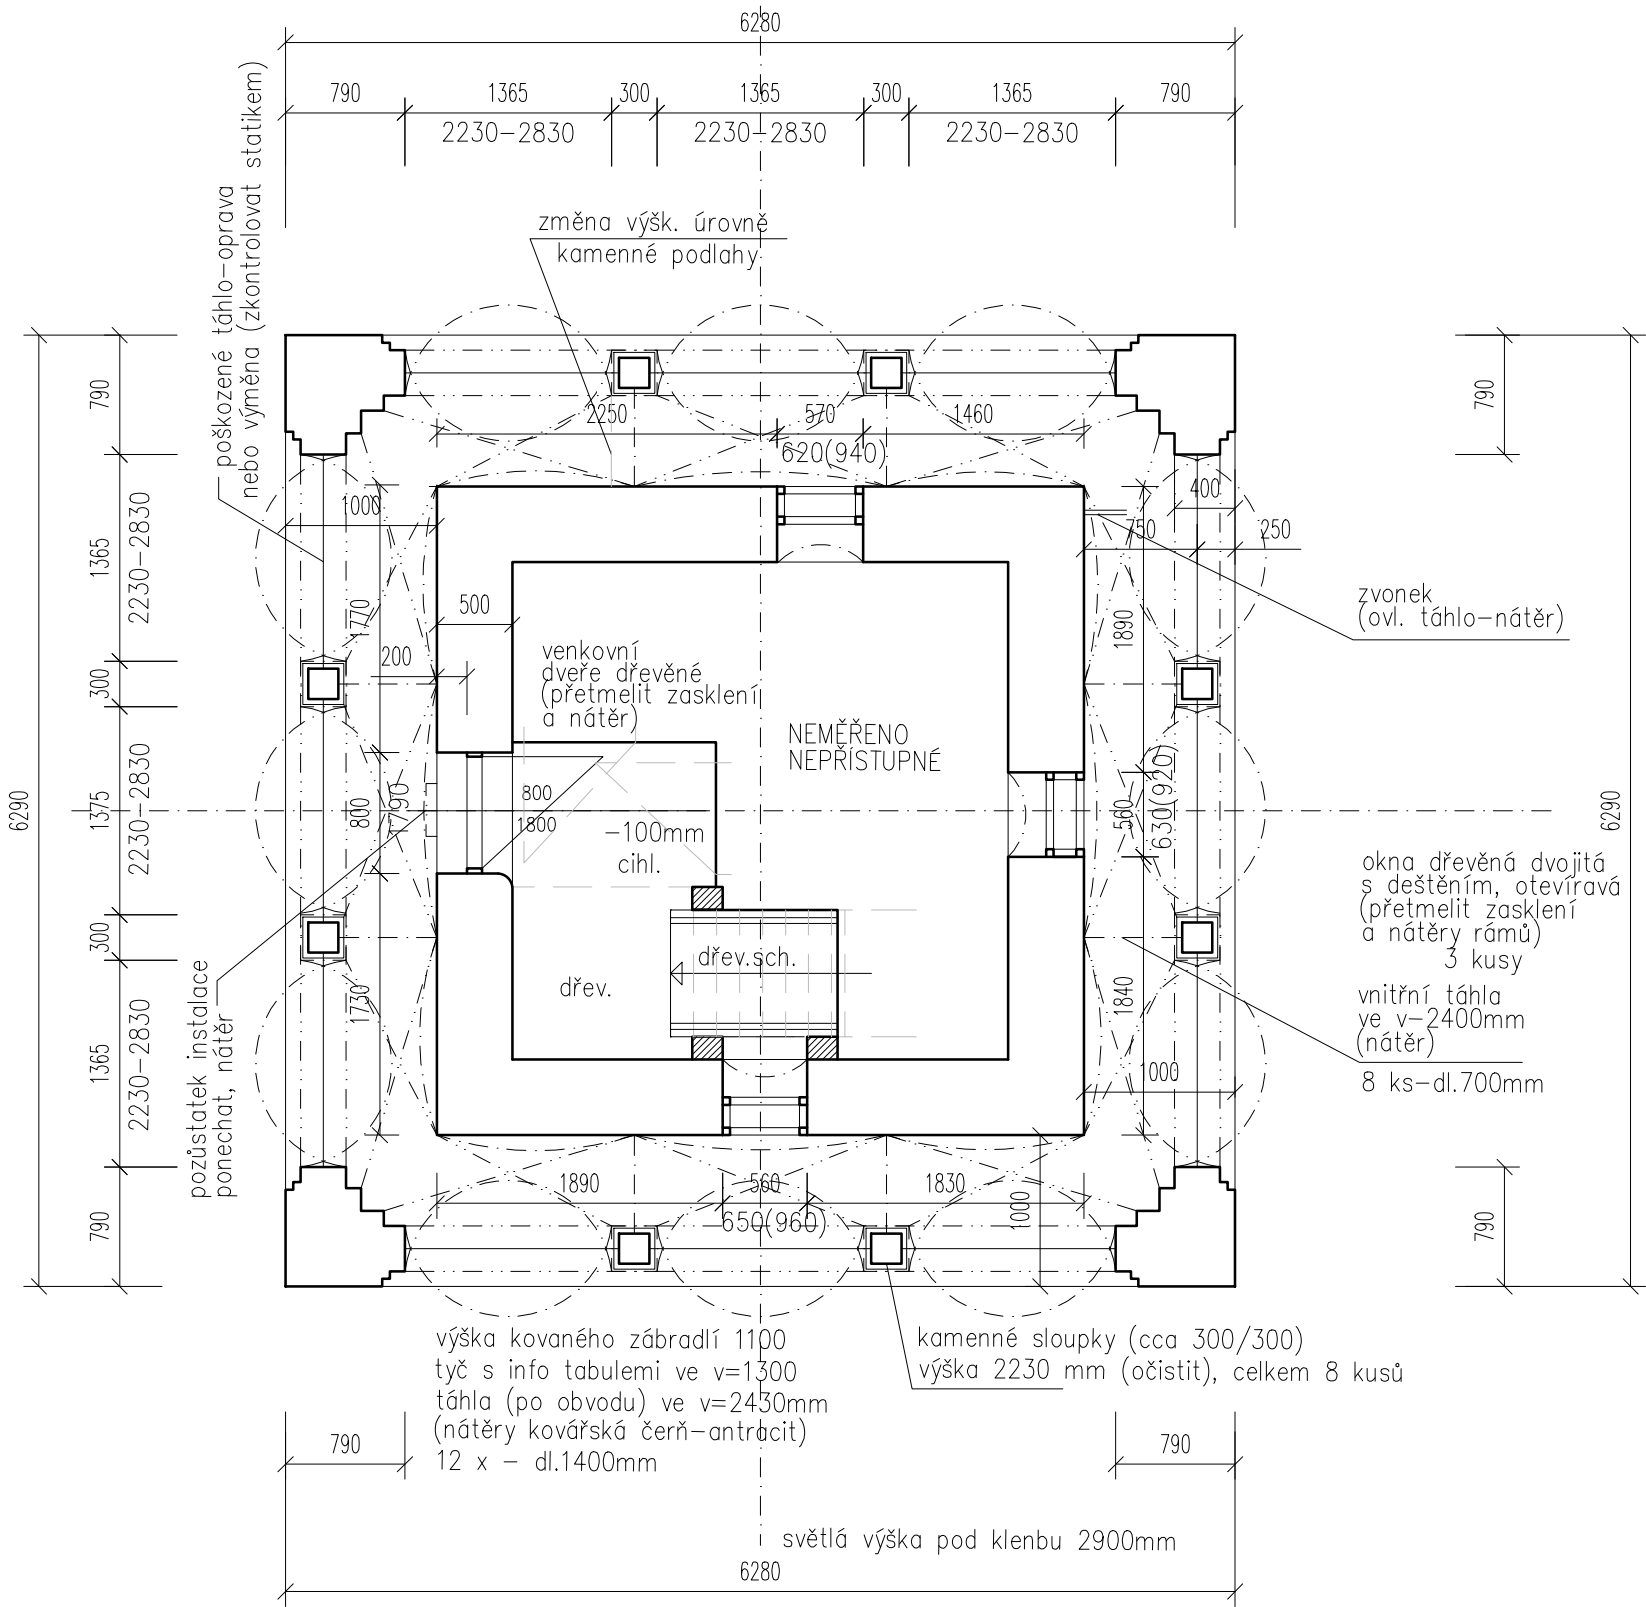 6280
790 1365 300 1365 300 1365 790
2230-2830 2230-2830 2230-2830
poškozené táhlo-oprava
nebo výměna (zkontrolovat statikem)
změna výšk. úrovně
kamenné podlahy
6290
790
1365
2230-2830
300
1375
2230-2830
300
1365
2230-2830
790
2250 570 1460
620(940)
1000
1770
500
200
400
750 250
790
zvonek
(ovl. táhlo-nátěr)
1890
venkovní
dveře dřevěné
(přetmelit zasklení
a nátěr)
NEMĚŘENO
NEPŘÍSTUPNÉ
800
1790
800
1800
-100mm
cihl.
560
630(920)
6290
okna dřevěná dvojitá
s deštěním, otevíravá
(přetmelit zasklení
a nátěry rámů)
3 kusy
vnitřní táhla
ve v-2400mm
(nátěr)
8 ks-dl.700mm
dřev.sch.
dřev.
1730
1840
1000
pozůstatek instalace
ponechat, nátěr
1890 560 1830
650(960)
1000
790
výška kovaného zábradlí 1100
tyč s info tabulemi ve v=1300
táhla (po obvodu) ve v=2430mm
(nátěry kovářská čerň-antracit)
12 x - dl.1400mm
kamenné sloupky (cca 300/300)
výška 2230 mm (očistit), celkem 8 kusů
790 790
světlá výška pod klenbu 2900mm
6280